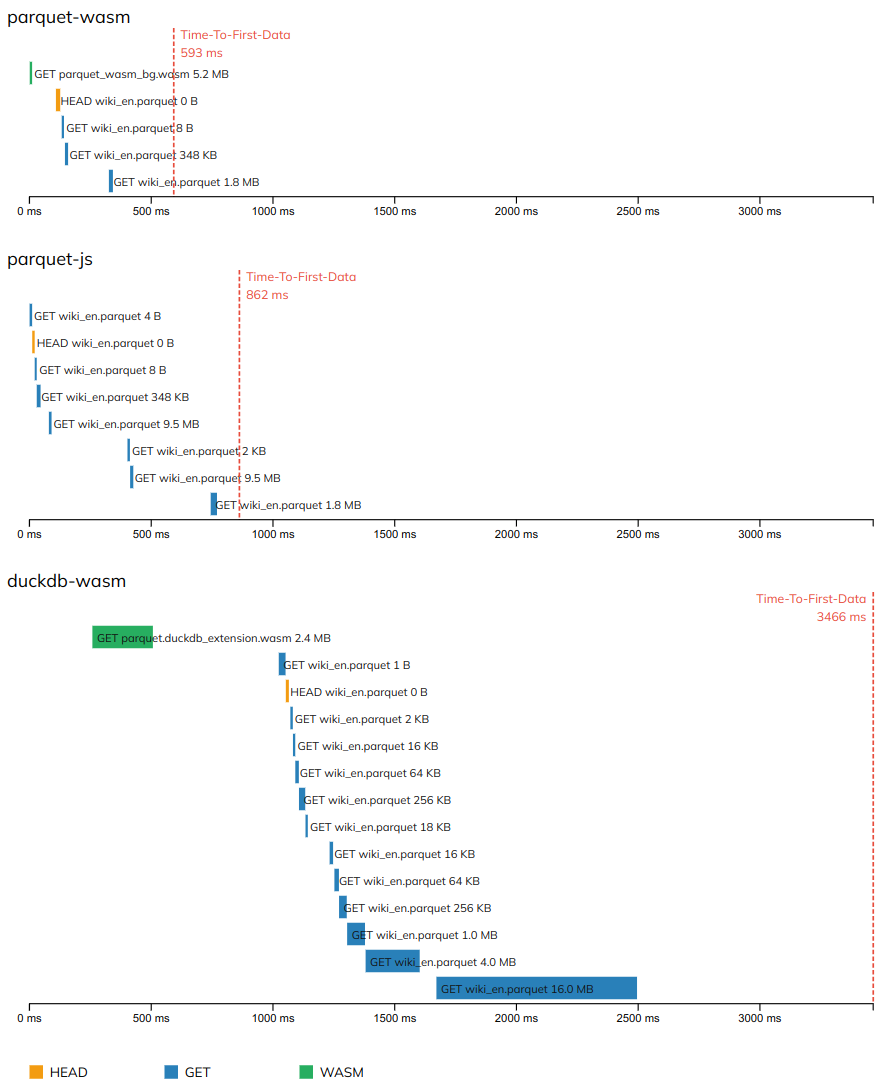 parquet-wasm
Time-To-First-Data
593 ms
GET parquet_wasm_bg.wasm 5.2 MB
HEAD wiki_en.parquet 0 B
GET wiki_en.parquet 8 B
GET wiki_en.parquet 348 KB
GET wiki_en.parquet 1.8 MB
0 ms 500 ms 1000 ms 1500 ms 2000 ms 2500 ms 3000 ms
parquet-js
Time-To-First-Data
862 ms
GET wiki_en.parquet 4 B
HEAD wiki_en.parquet 0 B
GET wiki_en.parquet 8 B
GET wiki_en.parquet 348 KB
GET wiki_en.parquet 9.5 MB
GET wiki_en.parquet 2 KB
GET wiki_en.parquet 9.5 MB
GET wiki_en.parquet 1.8 MB
0 ms 500 ms 1000 ms 1500 ms 2000 ms 2500 ms 3000 ms
duckdb-wasm
Time-To-First-Data
3466 ms
GET parquet.duckdb_extension.wasm 2.4 MB
GET wiki_en.parquet 1 B
HEAD wiki_en.parquet 0 B
GET wiki_en.parquet 2 KB
GET wiki_en.parquet 16 KB
GET wiki_en.parquet 64 KB
GET wiki_en.parquet 256 KB
GET wiki_en.parquet 18 KB
GET wiki_en.parquet 16 KB
GET wiki_en.parquet 64 KB
GET wiki_en.parquet 256 KB
GET wiki_en.parquet 1.0 MB
GET wiki_en.parquet 4.0 MB
GET wiki_en.parquet 16.0 MB
0 ms 500 ms 1000 ms 1500 ms 2000 ms 2500 ms 3000 ms
HEAD GET WASM